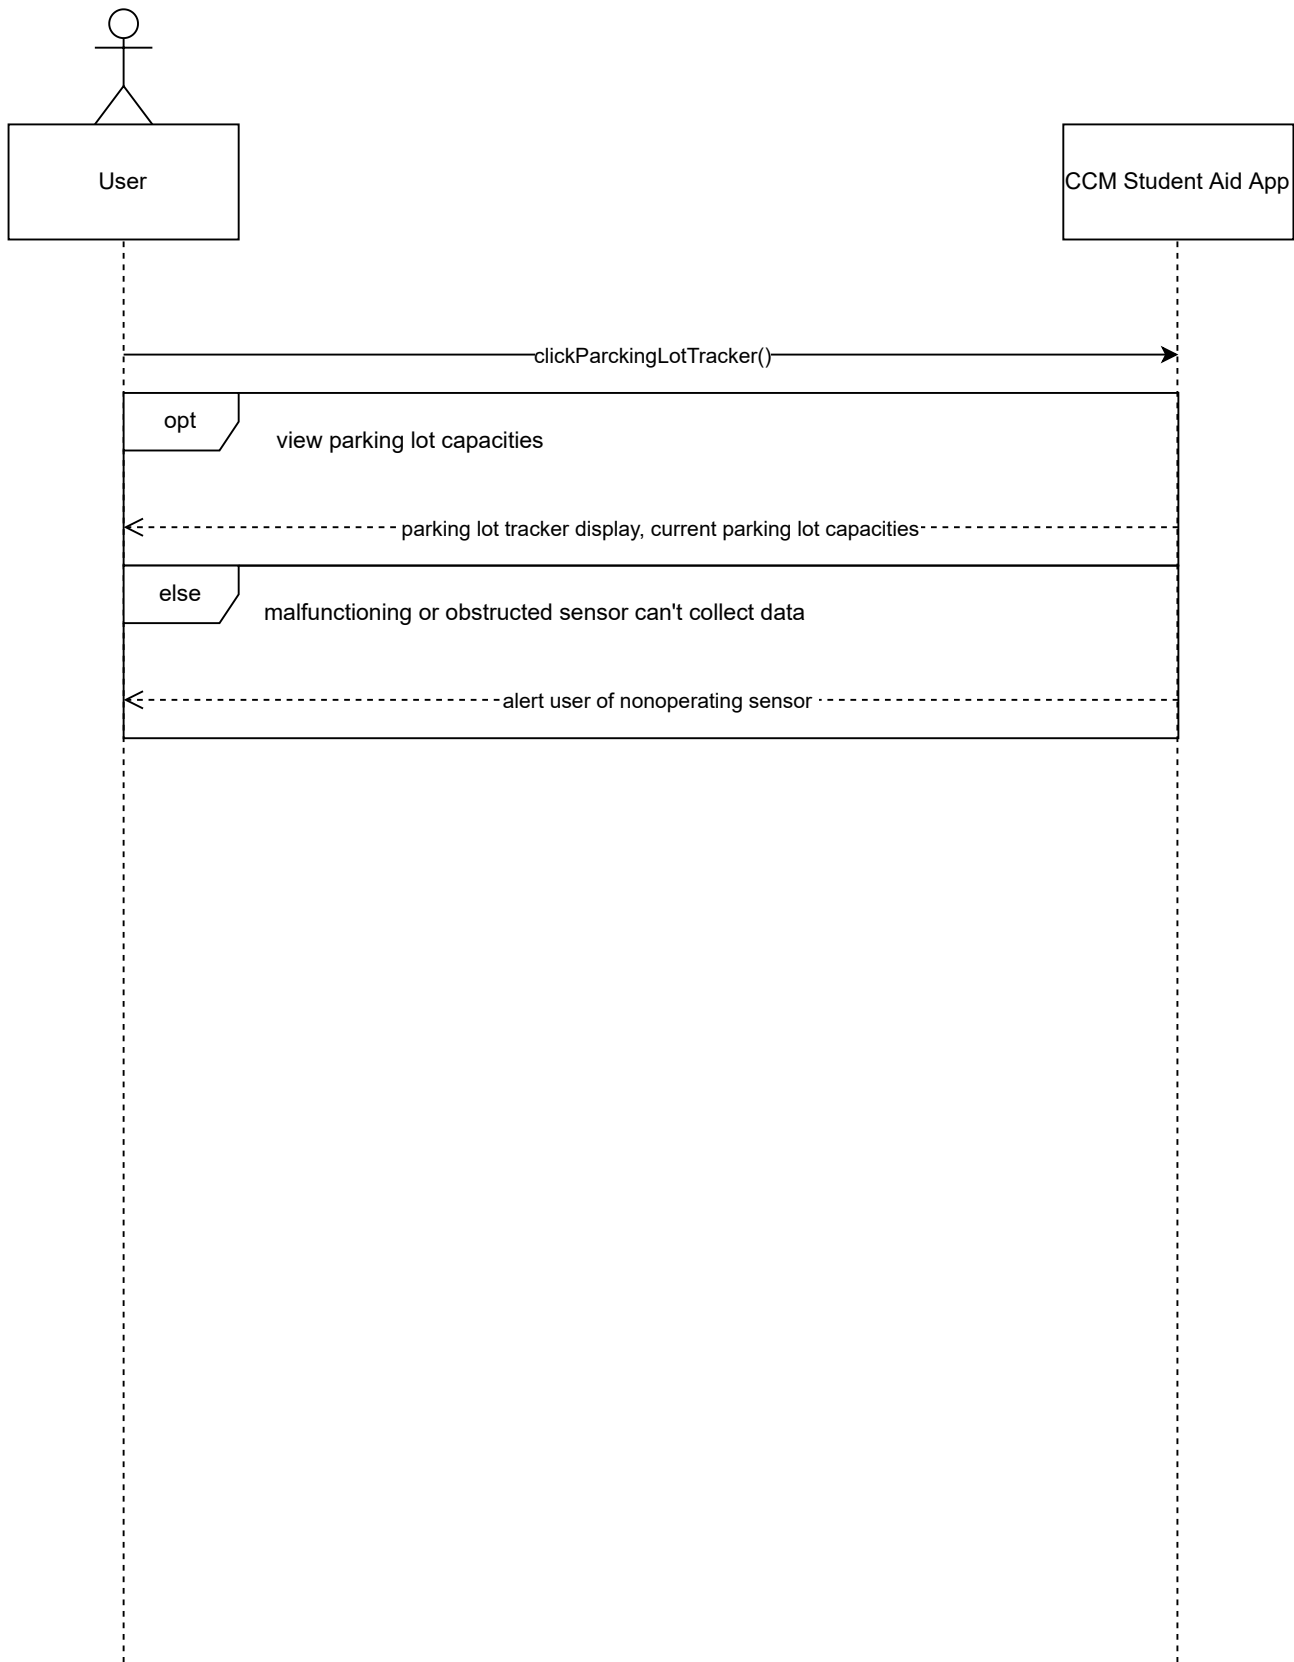 User
CCM Student Aid App
clickParckingLotTracker()
opt
view parking lot capacities
parking lot tracker display, current parking lot capacities
else
malfunctioning or obstructed sensor can't collect data
alert user of nonoperating sensor